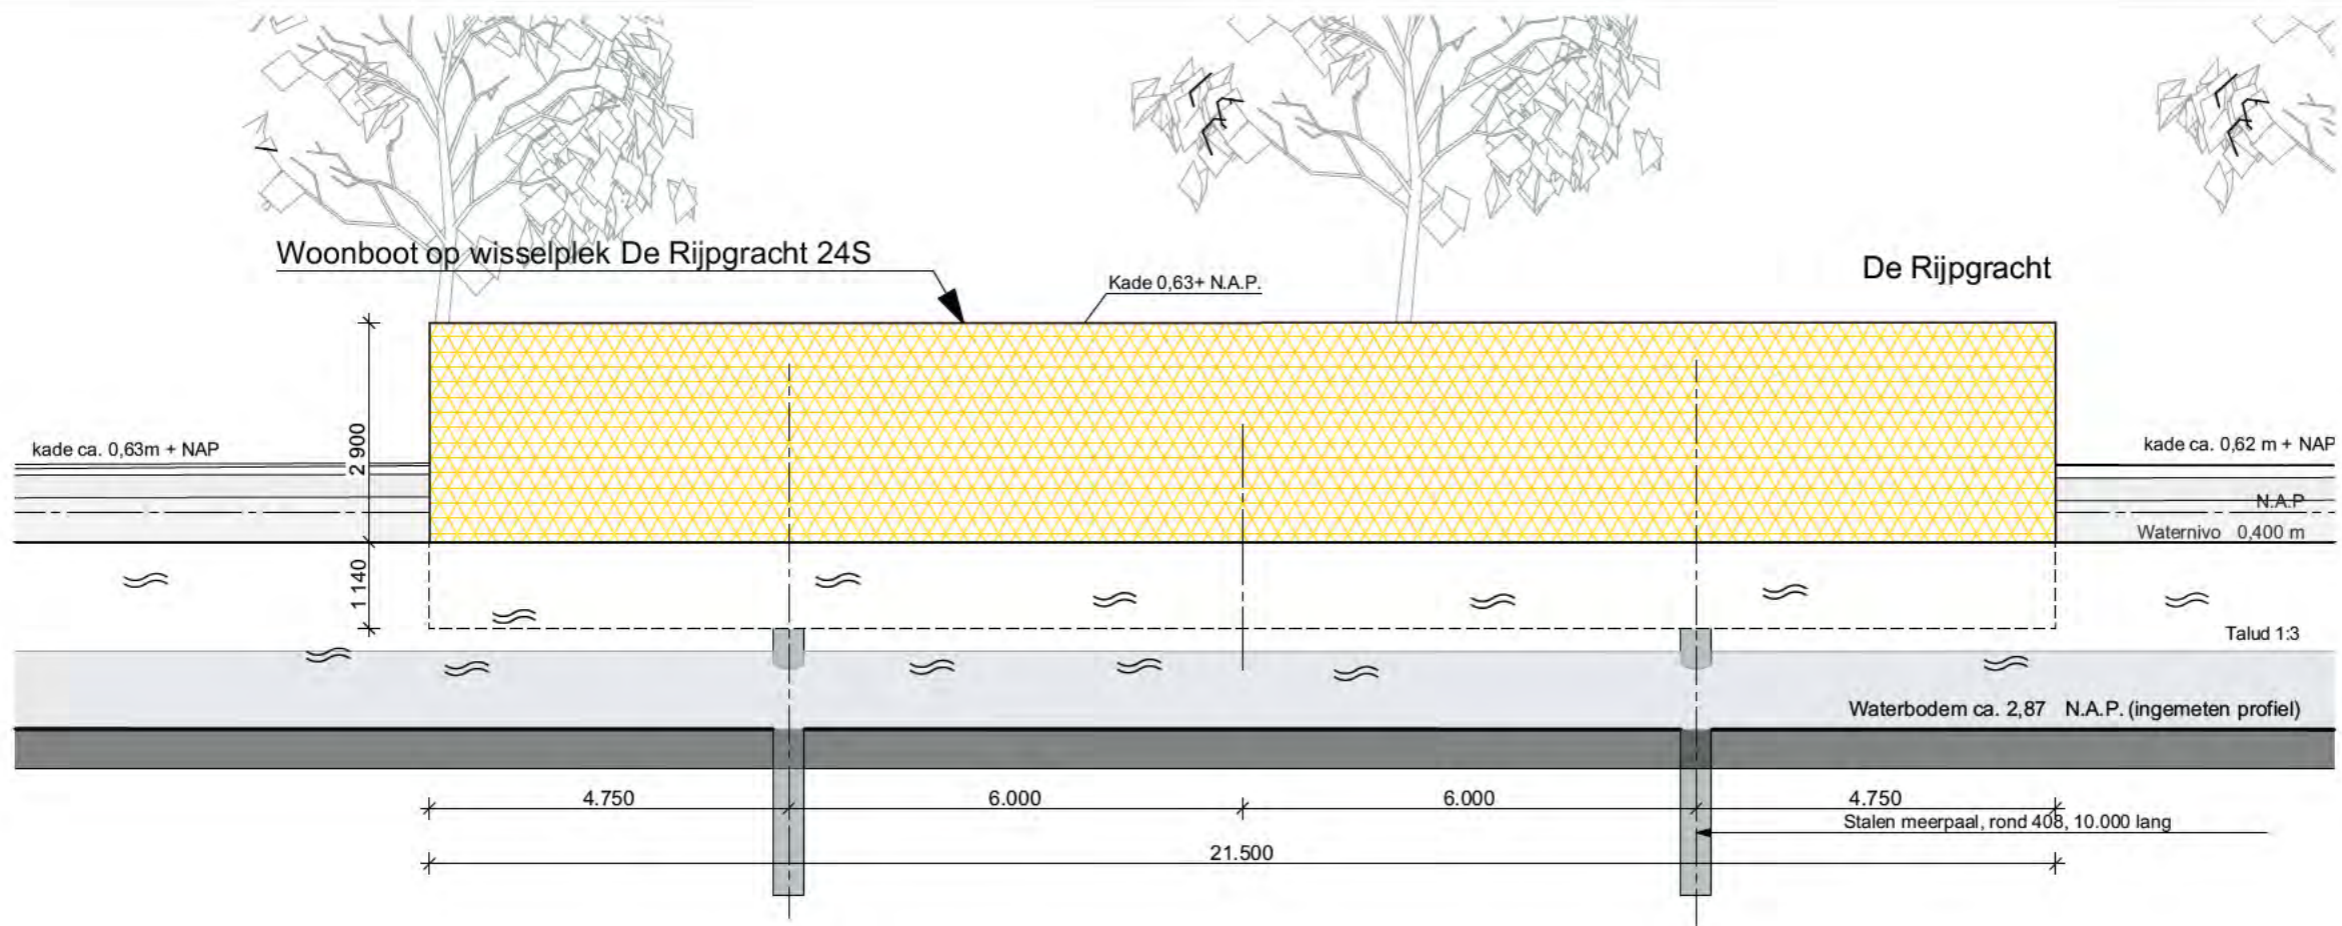 Woonboot op wisselplek De Rijpgracht 24S
De Rijpgracht
Kade 0,63+ N.A.P.
kade ca. 0,63m + NAP
kade ca. 0,62 m + NAP
2 900
N.A.P
Waternivo 0,400 m
1 140
Talud 1:3
Waterbodem ca. 2,87 N.A.P. (ingemeten profiel)
4.750
6.000
6.000
4.750
Stalen meerpaal, rond 408, 10.000 lang
21.500